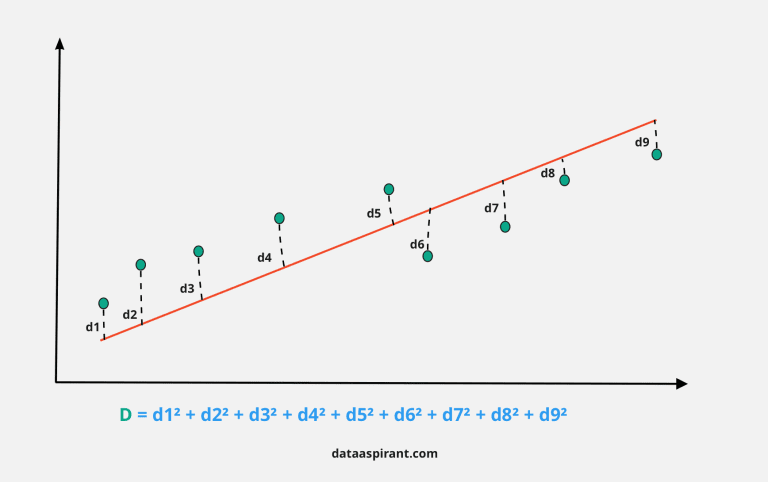 d9
d8
d7
d5
d6
d4
d3
d2
d1
D = d1² + d2² + d3² + d4² + d5² + d6² + d7² + d8² + d9²
dataaspirant.com